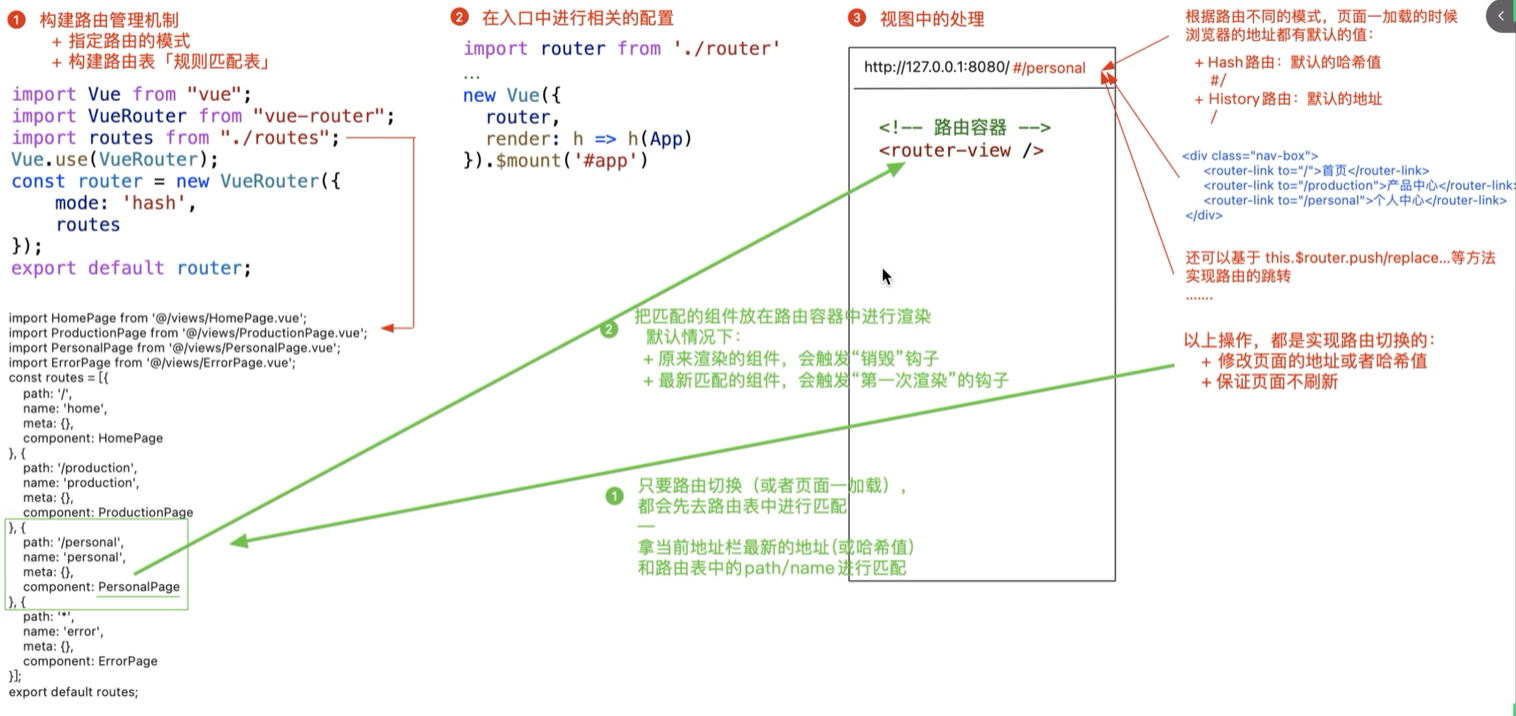 1 构建路由管理机制
+ 指定路由的模式
+ 构建路由表「规则匹配表」
import Vue from "vue";
import VueRouter from "vue-router";
import routes from "./routes";
Vue.use(VueRouter);
const router = new VueRouter({
mode: 'hash',
routes
});
export default router;
import HomePage from '@/views/HomePage.vue';
import ProductionPage from '@/views/ProductionPage.vue';
import PersonalPage from '@/views/PersonalPage.vue';
import ErrorPage from '@/views/ErrorPage.vue';
const routes = [{
path: '/',
name: 'home',
meta: {},
component: HomePage
}, {
path: '/production',
name: 'production',
meta: {},
component: ProductionPage
}, {
path: '/personal',
name: 'personal',
meta: {},
component: PersonalPage
}, {
path: '*',
name: 'error',
meta: {},
component: ErrorPage
}];
export default routes;
2 在入口中进行相关的配置
import router from './router'
...
new Vue({
router,
render: h => h(App)
}).$mount('#app')
3 视图中的处理
http://127.0.0.1:8080/#/personal
<!-- 路由容器 -->
<router-view />
2 把匹配的组件放在路由容器中进行渲染
默认情况下：
+ 原来渲染的组件，会触发“销毁”钩子
+ 最新匹配的组件，会触发“第一次渲染”的钩子
1 只要路由切换（或者页面一加载），
都会先去路由表中进行匹配
—
拿当前地址栏最新的地址(或哈希值)
和路由表中的path/name进行匹配
根据路由不同的模式，页面一加载的时候
浏览器的地址都有默认的值：
+ Hash路由：默认的哈希值
#/
+ History路由：默认的地址
/
<div class="nav-box">
<router-link to="/">首页</router-link>
<router-link to="/production">产品中心</router-link>
<router-link to="/personal">个人中心</router-link>
</div>
还可以基于 this.$router.push/replace...等方法
实现路由的跳转
.......
以上操作，都是实现路由切换的：
+ 修改页面的地址或者哈希值
+ 保证页面不刷新